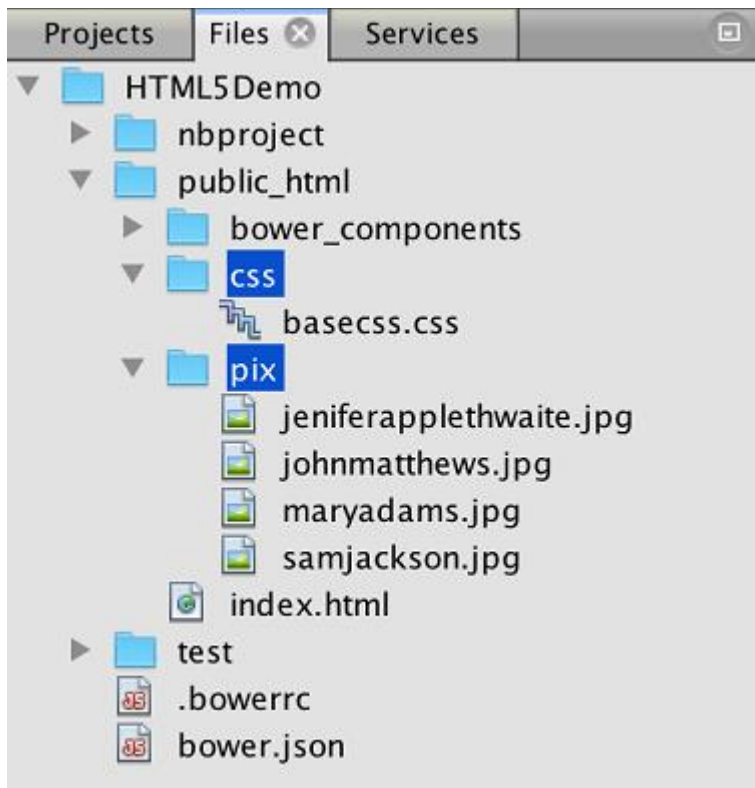 Projects Files Services
HTML5Demo
nbproject
public_html
bower_components
css
basecss.css
pix
jeniferapplethwaite.jpg
johnmatthews.jpg
maryadams.jpg
samjackson.jpg
index.html
test
.bowerrc
bower.json